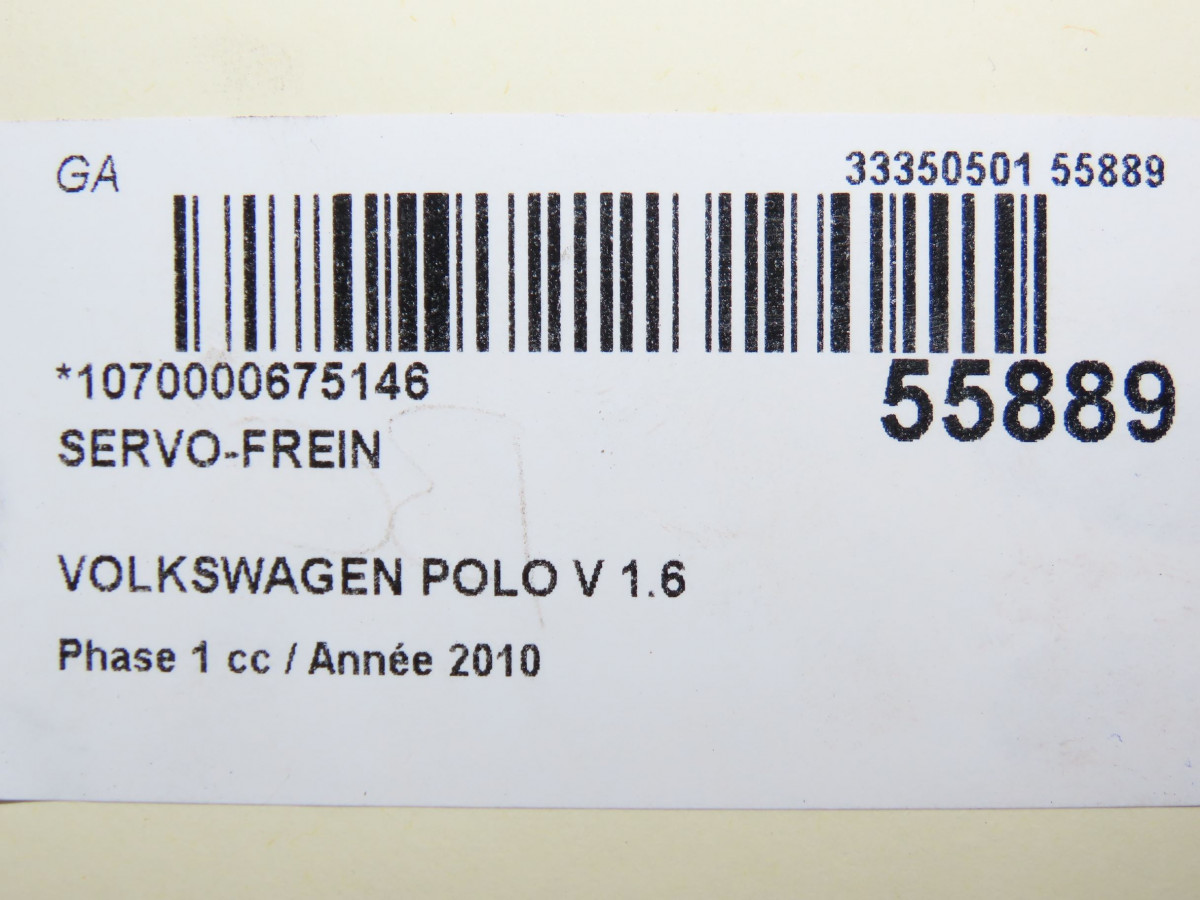 GA
33350501 55889
*1070000675146
55889
SERVO-FREIN
VOLKSWAGEN POLO V 1.6
Phase 1 cc / Année 2010